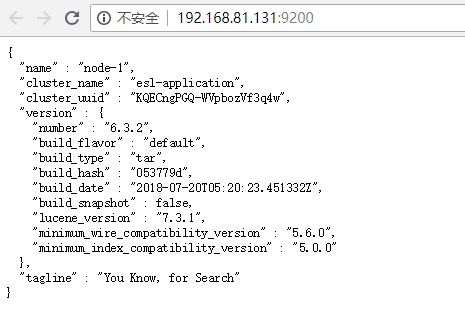 不安全 192.168.81.131:9200
{
"name" : "node-1",
"cluster_name" : "esl-application",
"cluster_uuid" : "KQECngPGQ-WVpbozVf3q4w",
"version" : {
"number" : "6.3.2",
"build_flavor" : "default",
"build_type" : "tar",
"build_hash" : "053779d",
"build_date" : "2018-07-20T05:20:23.451332Z",
"build_snapshot" : false,
"lucene_version" : "7.3.1",
"minimum_wire_compatibility_version" : "5.6.0",
"minimum_index_compatibility_version" : "5.0.0"
},
"tagline" : "You Know, for Search"
}